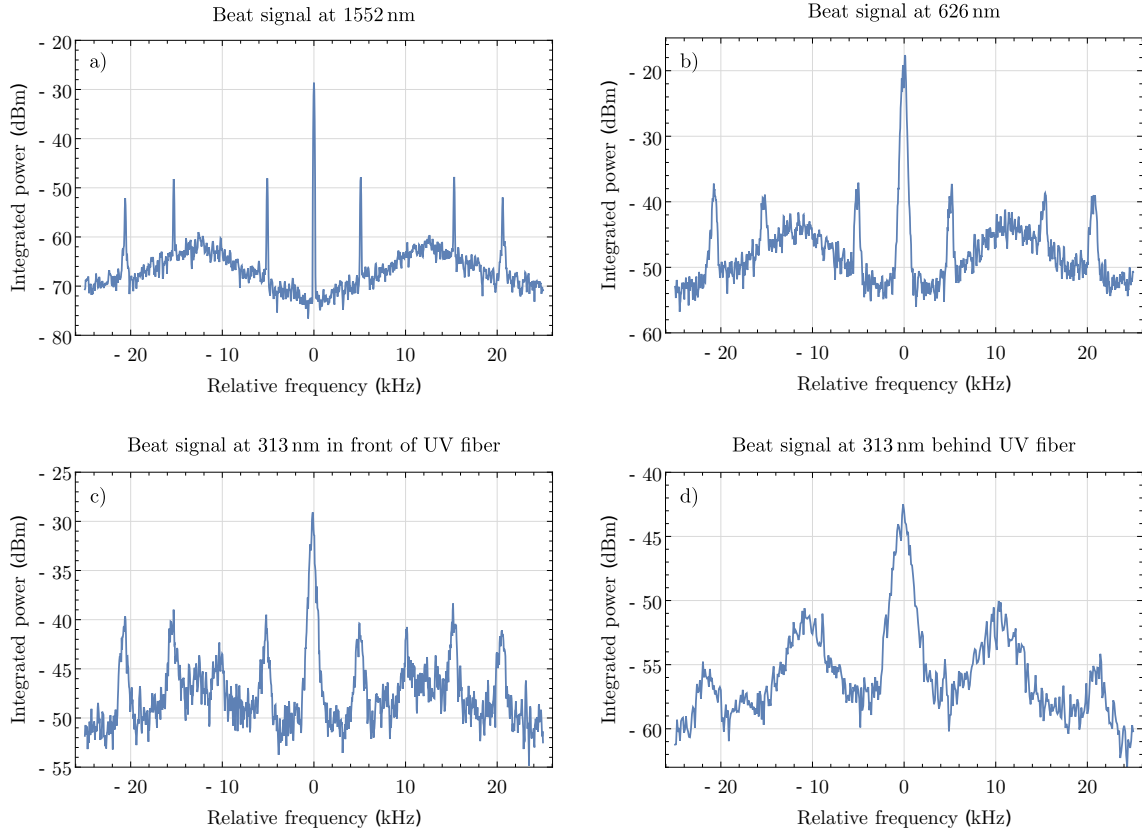 Beat signal at 1552 nm
a)
Integrated power (dBm)
- 20
- 30
- 40
- 50
- 60
- 70
- 80
- 20
- 10
0
10
20
Relative frequency (kHz)
Beat signal at 626 nm
b)
Integrated power (dBm)
- 20
- 30
- 40
- 50
- 60
- 20
- 10
0
10
20
Relative frequency (kHz)
Beat signal at 313 nm in front of UV fiber
c)
Integrated power (dBm)
- 25
- 30
- 35
- 40
- 45
- 50
- 55
- 20
- 10
0
10
20
Relative frequency (kHz)
Beat signal at 313 nm behind UV fiber
d)
Integrated power (dBm)
- 40
- 45
- 50
- 55
- 60
- 20
- 10
0
10
20
Relative frequency (kHz)